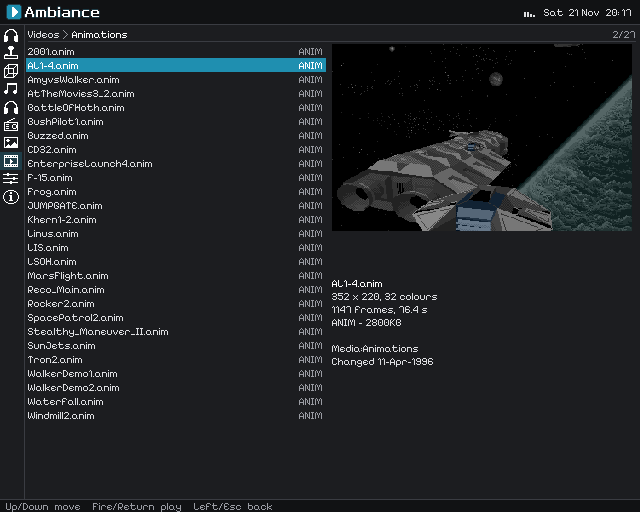 Ambiance
Sat 21 Nov 20:17
Videos > Animations
2/27
2001.anim ANIM
AL1-4.anim ANIM
AmyvsWalker.anim ANIM
AtTheMovies3_2.anim ANIM
BattleOfHoth.anim ANIM
BushPilot1.anim ANIM
Buzzed.anim ANIM
CD32.anim ANIM
EnterpriseLaunch4.anim ANIM
F-15.anim ANIM
Frog.anim ANIM
JUMPGATE.anim ANIM
Khern1-2.anim ANIM
Linus.anim ANIM
LIS.anim ANIM
LSOH.anim ANIM
MarsFlight.anim ANIM
Reco_Main.anim ANIM
Rocker2.anim ANIM
SpacePatrol2.anim ANIM
Stealthy_Maneuver_II.anim ANIM
SunJets.anim ANIM
Tron2.anim ANIM
WalkerDemo1.anim ANIM
WalkerDemo2.anim ANIM
Waterfall.anim ANIM
Windmill2.anim ANIM
AL1-4.anim
352 x 220, 32 colours
1147 frames, 76.4 s
ANIM - 2800KB
Media:Animations
Changed 11-Apr-1996
Up/Down move Fire/Return play Left/Esc back